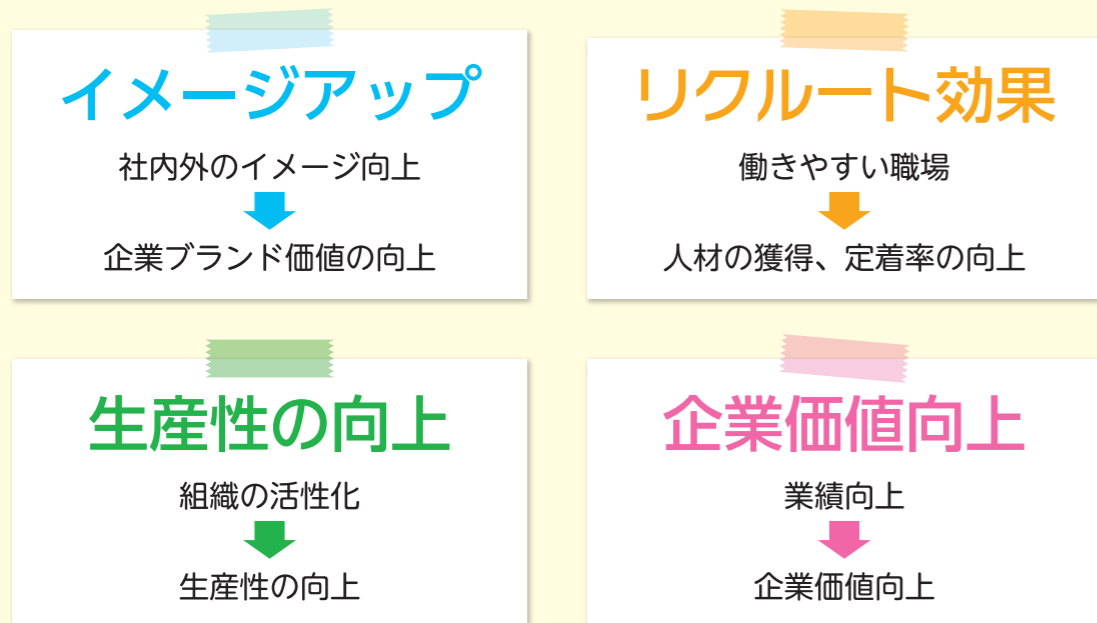 イメージアップ
社内外のイメージ向上
企業ブランド価値の向上
リクルート効果
働きやすい職場
人材の獲得、定着率の向上
生産性の向上
組織の活性化
生産性の向上
企業価値向上
業績向上
企業価値向上